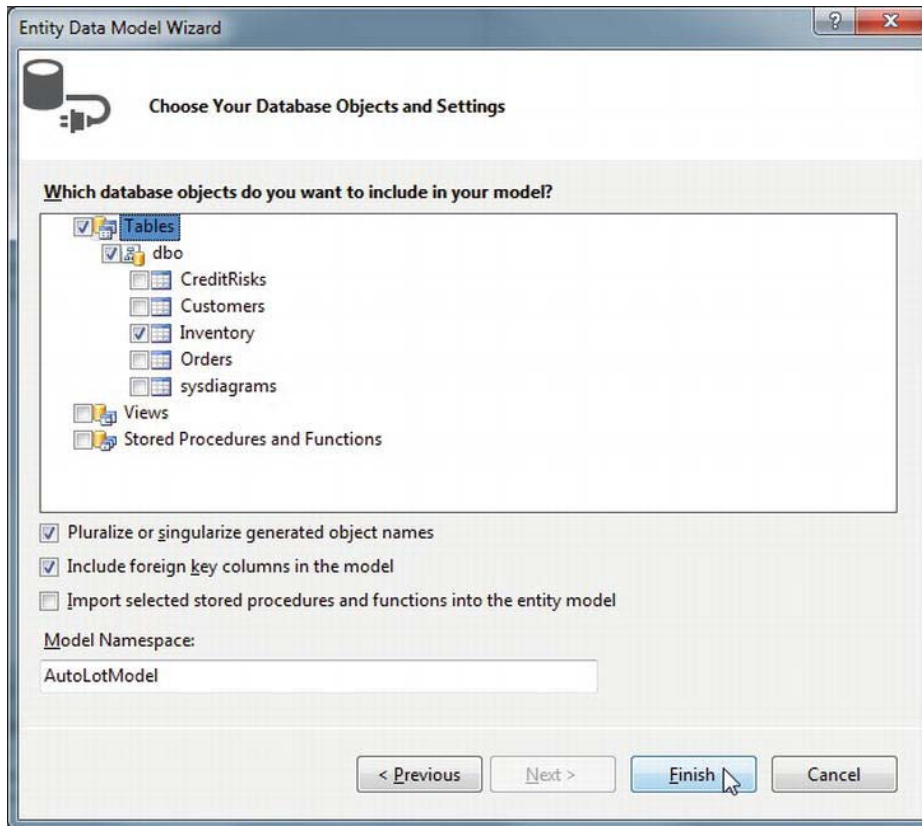 Entity Data Model Wizard
?
Choose Your Database Objects and Settings
Which database objects do you want to include in your model?
Tables
dbo
CreditRisks
Customers
Inventory
Orders
sysdiagrams
Views
Stored Procedures and Functions
Pluralize or singularize generated object names
Include foreign key columns in the model
Import selected stored procedures and functions into the entity model
Model Namespace:
AutoLotModel
< Previous Next > Finish Cancel